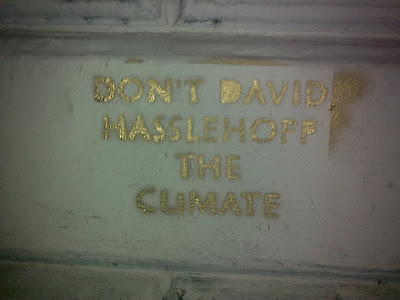 DON'T DAVID
HASSLEHOFF
THE
CLIMATE